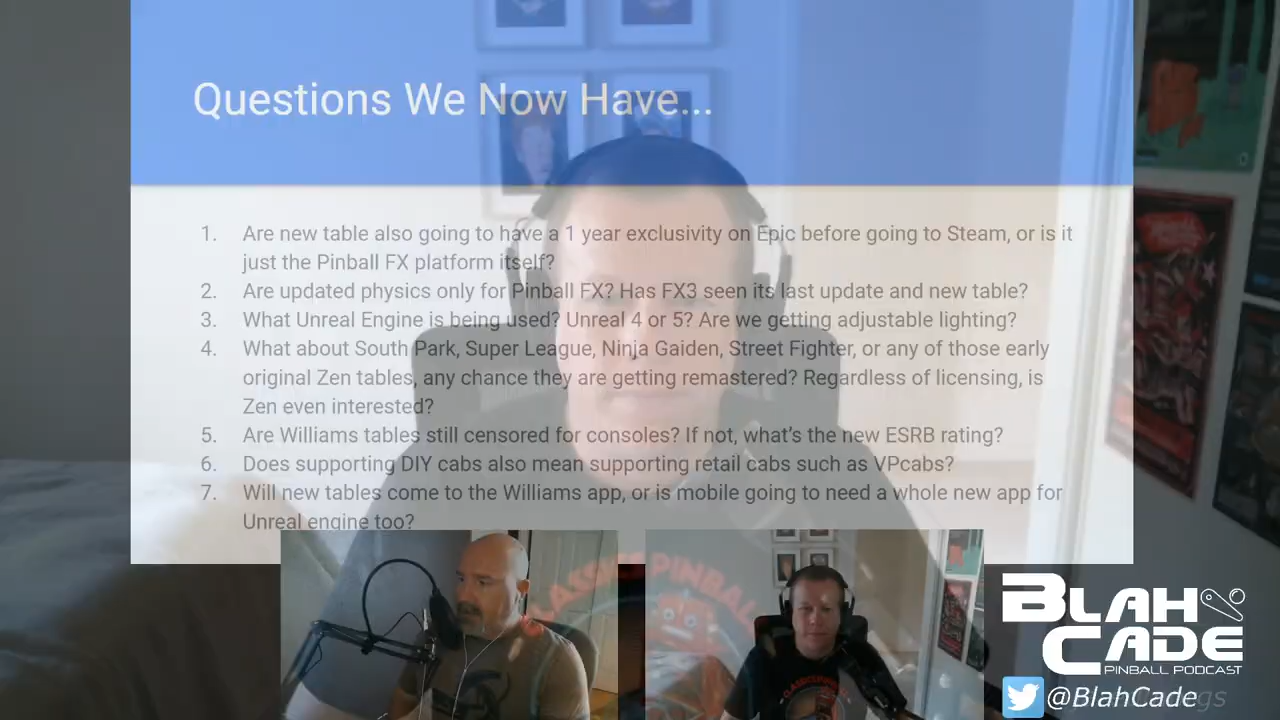 Questions We Now Have...
1. Are new table also going to have a 1 year exclusivity on Epic before going to Steam, or is it
just the Pinball FX platform itself?
2. Are updated physics only for Pinball FX? Has FX3 seen its last update and new table?
3. What Unreal Engine is being used? Unreal 4 or 5? Are we getting adjustable lighting?
4. What about South Park, Super League, Ninja Gaiden, Street Fighter, or any of those early
original Zen tables, any chance they are getting remastered? Regardless of licensing, is
Zen even interested?
5. Are Williams tables still censored for consoles? If not, what's the new ESRB rating?
6. Does supporting DIY cabs also mean supporting retail cabs such as VPcabs?
7. Will new tables come to the Williams app, or is mobile going to need a whole new app for
Unreal engine too?
CLASSIC PINBALL
BLAH
CADE
PINBALL PODCAST
@BlahCade